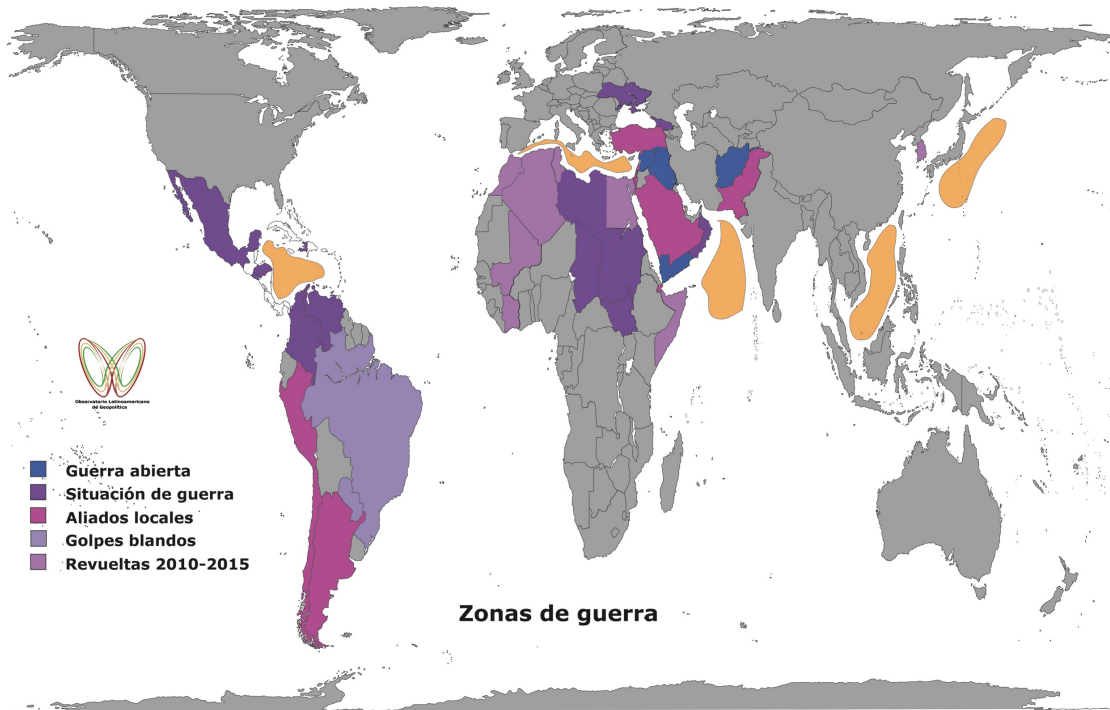 Observatorio Latinoamericano
de Geopolítica
Guerra abierta
Situación de guerra
Aliados locales
Golpes blandos
Revueltas 2010-2015
Zonas de guerra